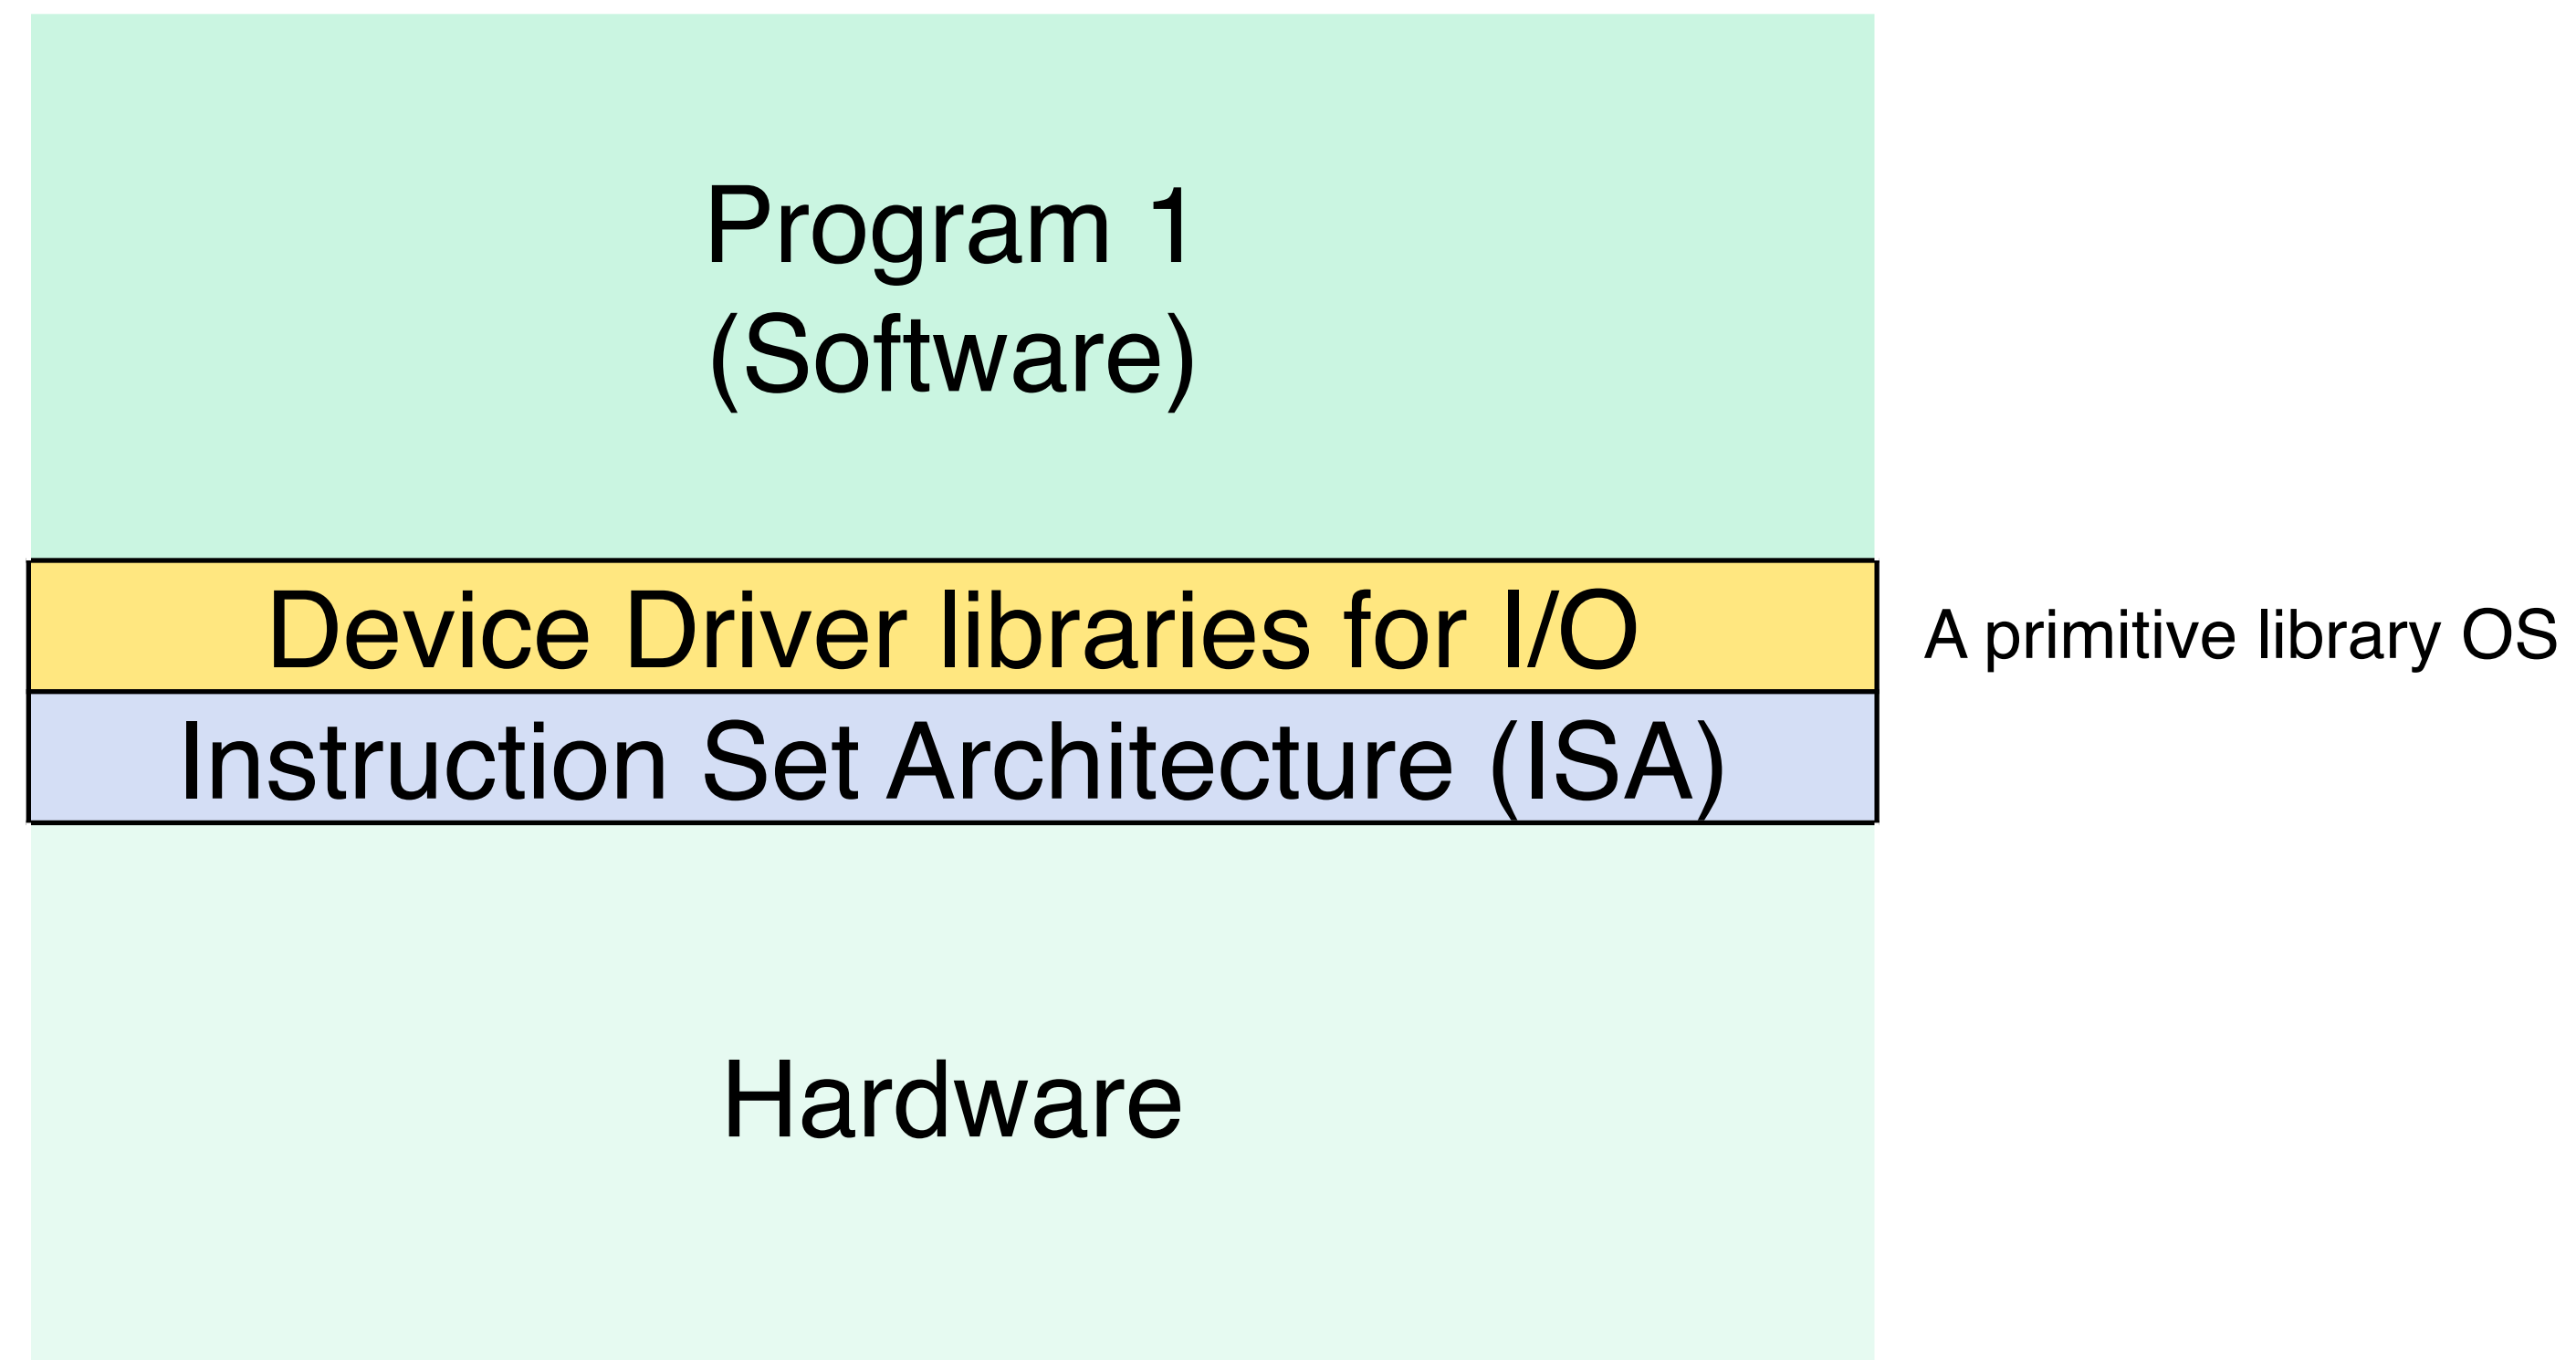 Program 1
(Software)
Device Driver libraries for I/O
A primitive library OS
Instruction Set Architecture (ISA)
Hardware